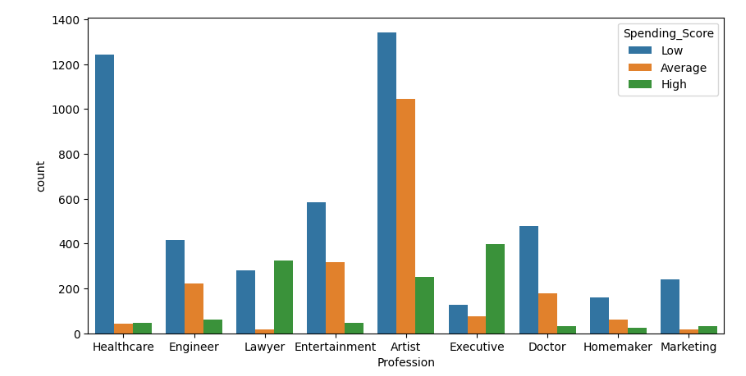 1400
1200
1000
800
600
400
200
0
count
Spending_Score
Low
Average
High
Healthcare Engineer Lawyer Entertainment Artist Executive Doctor Homemaker Marketing
Profession